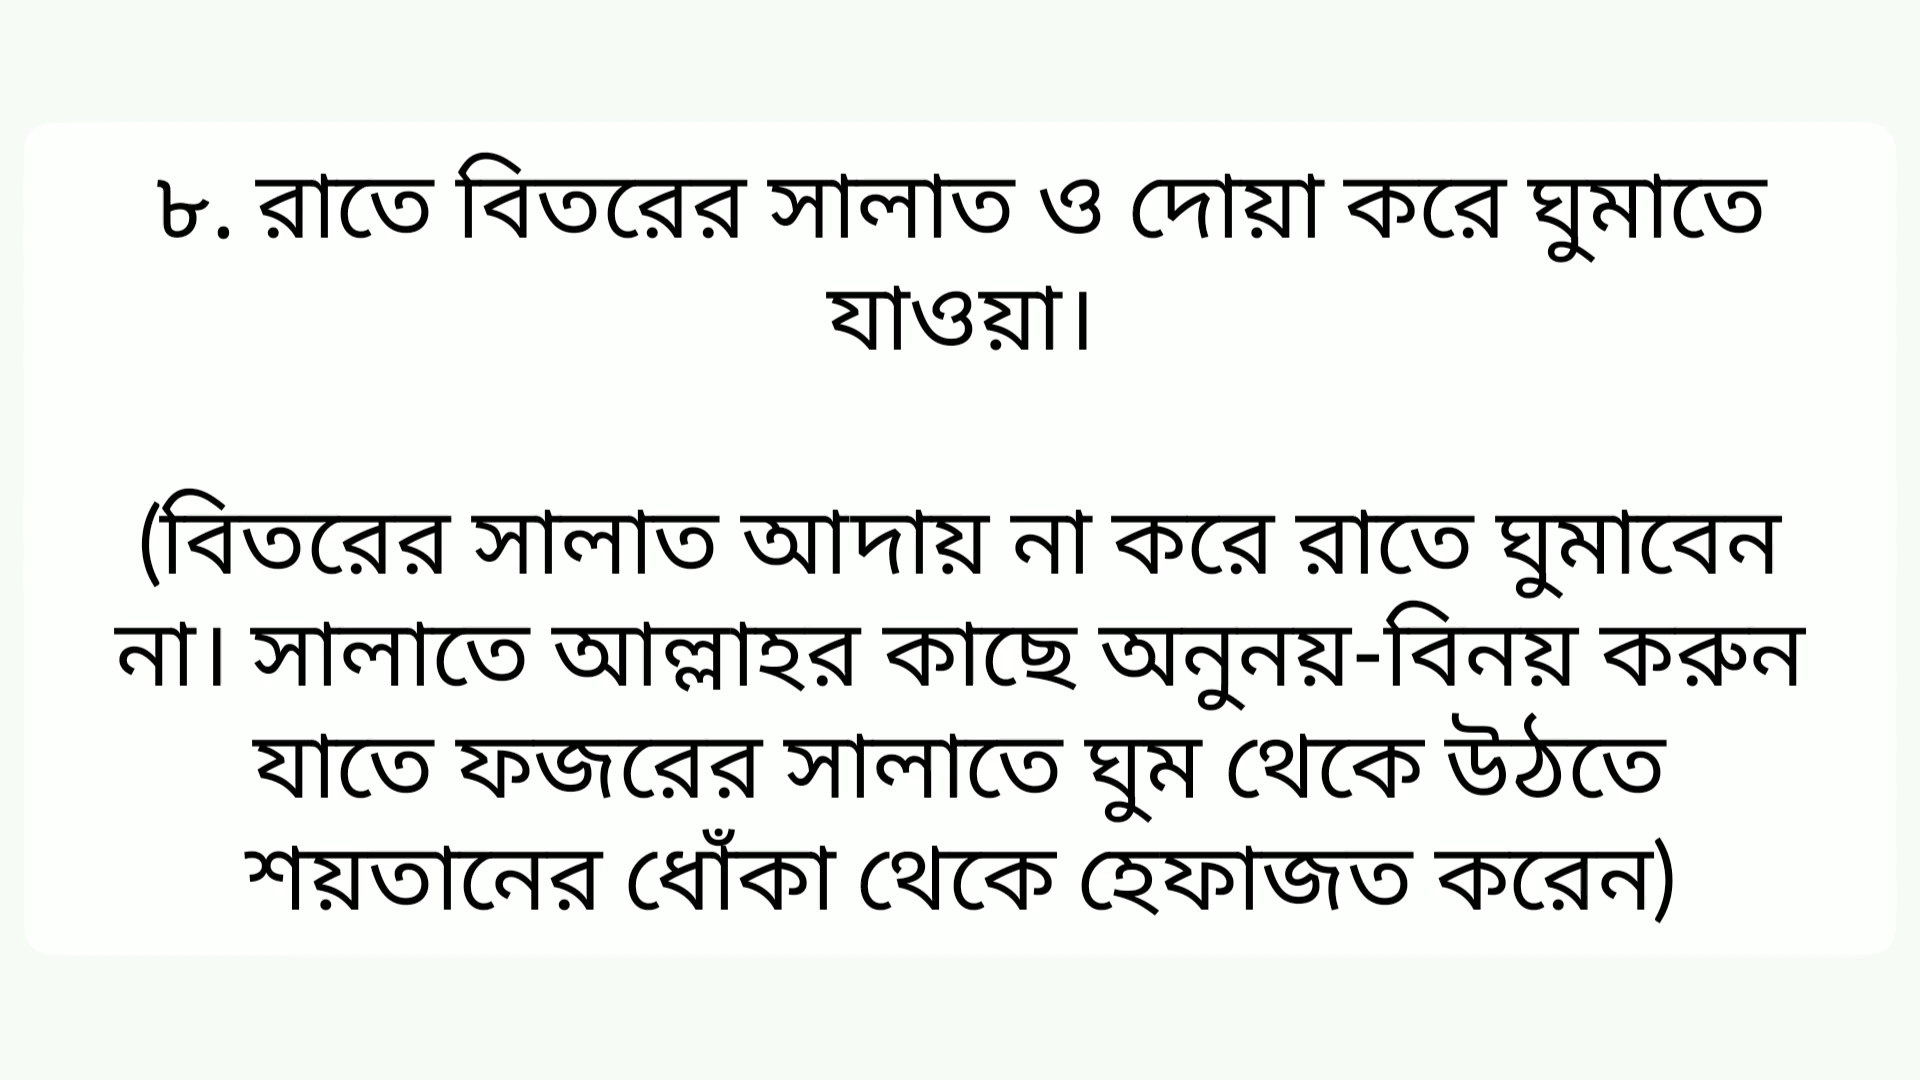 ৮. রাতে বিতরের সালাত ও দোয়া করে ঘুমাতে
যাওয়া।
(বিতরের সালাত আদায় না করে রাতে ঘুমাবেন
না। সালাতে আল্লাহর কাছে অনুনয়-বিনয় করুন
যাতে ফজরের সালাতে ঘুম থেকে উঠতে
শয়তানের ধোঁকা থেকে হেফাজত করেন)